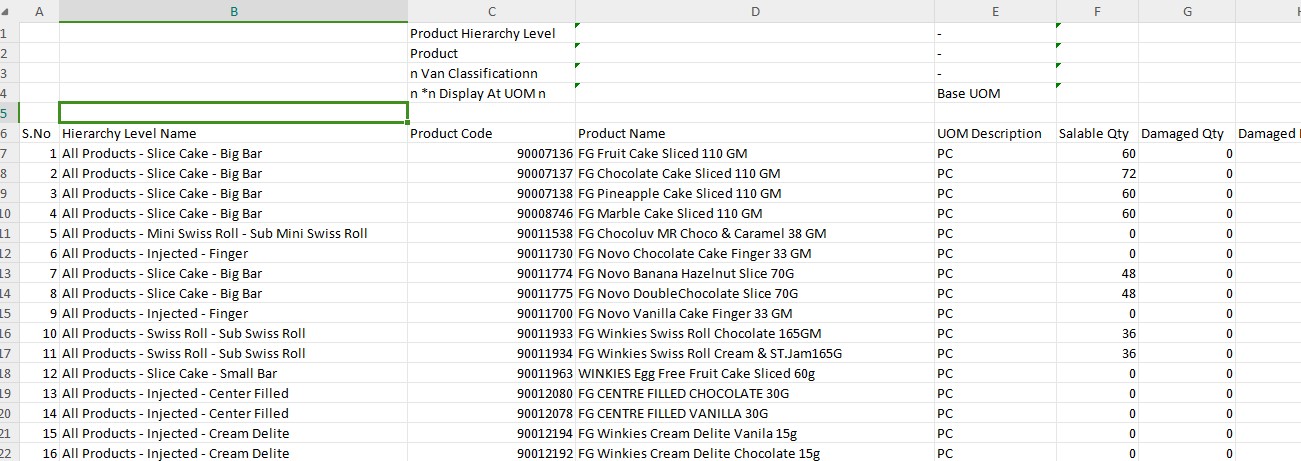 A B C D E F G
1 Product Hierarchy Level -
2 Product -
3 n Van Classificationn -
4 n *n Display At UOM n Base UOM
5
6 S.No Hierarchy Level Name Product Code Product Name UOM Description Salable Qty Damaged Qty Damaged
7 1 All Products - Slice Cake - Big Bar 90007136 FG Fruit Cake Sliced 110 GM PC 60 0
8 2 All Products - Slice Cake - Big Bar 90007137 FG Chocolate Cake Sliced 110 GM PC 72 0
9 3 All Products - Slice Cake - Big Bar 90007138 FG Pineapple Cake Sliced 110 GM PC 60 0
10 4 All Products - Slice Cake - Big Bar 90008746 FG Marble Cake Sliced 110 GM PC 60 0
11 5 All Products - Mini Swiss Roll - Sub Mini Swiss Roll 90011538 FG Chocoluv MR Choco & Caramel 38 GM PC 0 0
12 6 All Products - Injected - Finger 90011730 FG Novo Chocolate Cake Finger 33 GM PC 0 0
13 7 All Products - Slice Cake - Big Bar 90011774 FG Novo Banana Hazelnut Slice 70G PC 48 0
14 8 All Products - Slice Cake - Big Bar 90011775 FG Novo DoubleChocolate Slice 70G PC 48 0
15 9 All Products - Injected - Finger 90011700 FG Novo Vanilla Cake Finger 33 GM PC 0 0
16 10 All Products - Swiss Roll - Sub Swiss Roll 90011933 FG Winkies Swiss Roll Chocolate 165GM PC 36 0
17 11 All Products - Swiss Roll - Sub Swiss Roll 90011934 FG Winkies Swiss Roll Cream & ST.Jam165G PC 36 0
18 12 All Products - Slice Cake - Small Bar 90011963 WINKIES Egg Free Fruit Cake Sliced 60g PC 0 0
19 13 All Products - Injected - Center Filled 90012080 FG CENTRE FILLED CHOCOLATE 30G PC 0 0
20 14 All Products - Injected - Center Filled 90012078 FG CENTRE FILLED VANILLA 30G PC 0 0
21 15 All Products - Injected - Cream Delite 90012194 FG Winkies Cream Delite Vanila 15g PC 0 0
22 16 All Products - Injected - Cream Delite 90012192 FG Winkies Cream Delite Chocolate 15g PC 0 0